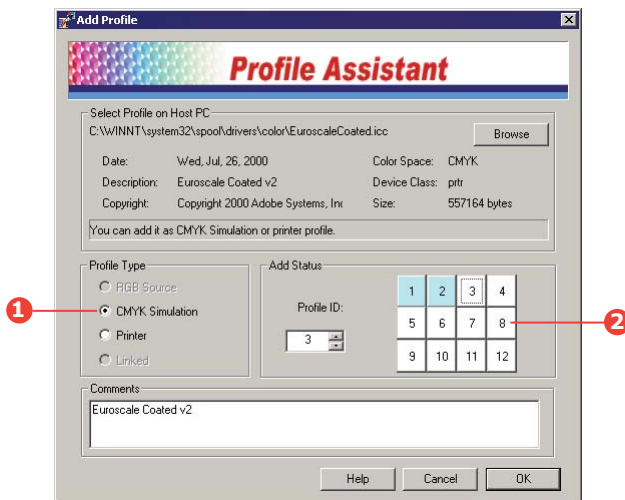 Add Profile
Profile Assistant
Select Profile on Host PC
C:\WINNT\system32\spool\drivers\color\EuroscaleCoated.icc
Browse
Date: Wed, Jul, 26, 2000 Color Space: CMYK
Description: Euroscale Coated v2 Device Class: prtr
Copyright: Copyright 2000 Adobe Systems, Inc Size: 557164 bytes
You can add it as CMYK Simulation or printer profile.
Profile Type
RGB Source
1 CMYK Simulation
Printer
Linked
Add Status
Profile ID:
3
1 2 3 4
5 6 7 8 2
9 10 11 12
Comments
Euroscale Coated v2
Help Cancel OK